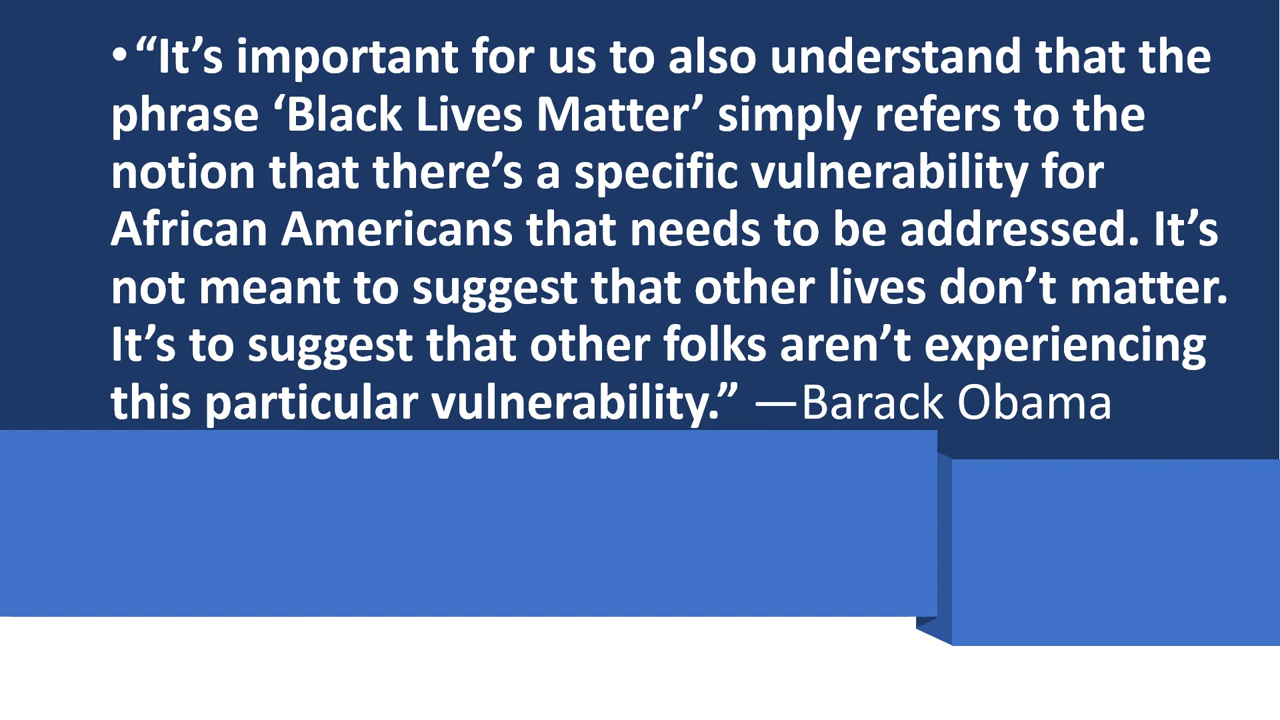 •“It’s important for us to also understand that the
phrase ‘Black Lives Matter’ simply refers to the
notion that there’s a specific vulnerability for
African Americans that needs to be addressed. It’s
not meant to suggest that other lives don’t matter.
It’s to suggest that other folks aren’t experiencing
this particular vulnerability.” —Barack Obama